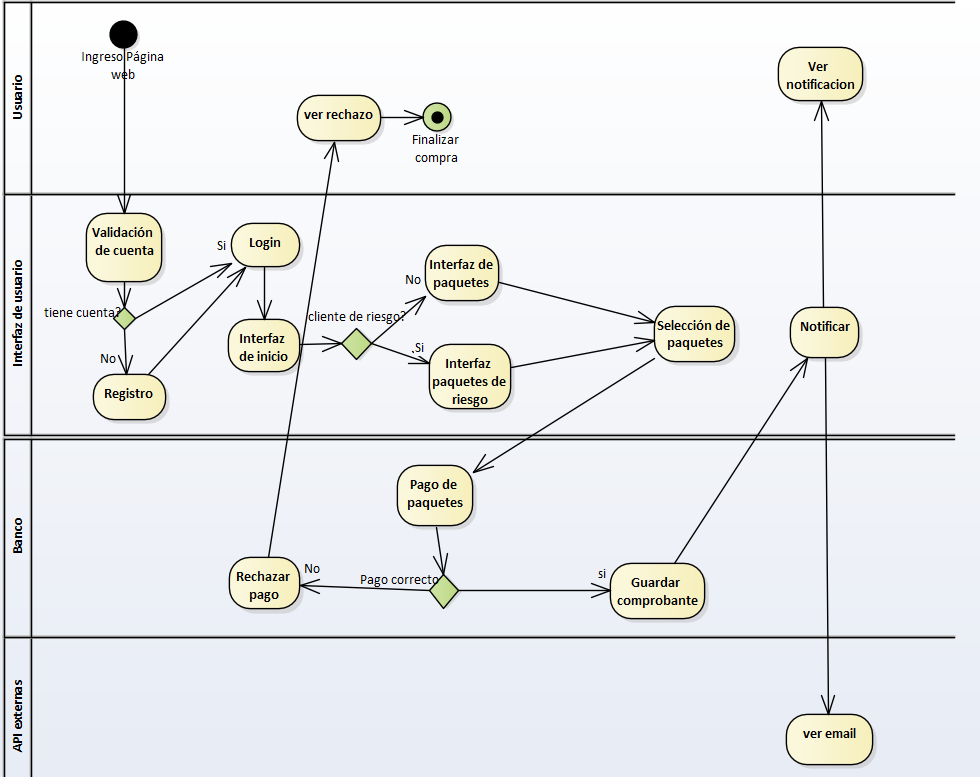 Usuario
Ingreso Página
web
ver rechazo
Finalizar
compra
Ver
notificacion
Interfaz de usuario
Validación
de cuenta
tiene cuenta?
Si
No
Registro
Login
Interfaz
de inicio
cliente de riesgo?
No
Si
Interfaz de
paquetes
Interfaz
paquetes de
riesgo
Selección de
paquetes
Notificar
Banco
Pago de
paquetes
Pago correcto
No
si
Rechazar
pago
Guardar
comprobante
API externas
ver email